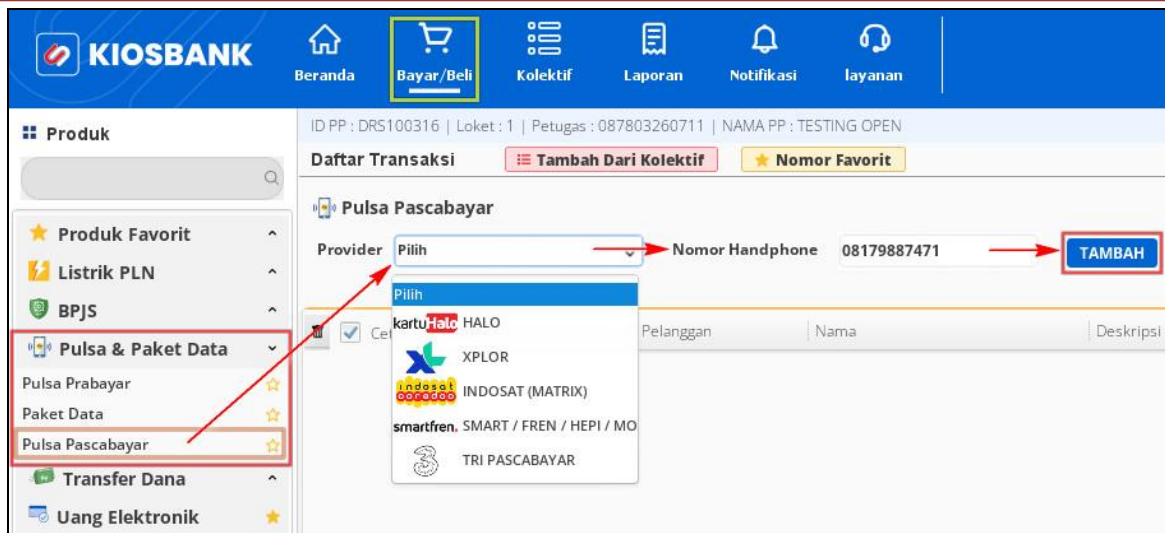 KIOSBANK
Beranda Bayar/Beli Kolektif Laporan Notifikasi layanan
Produk
ID PP : DRS100316 | Loket : 1 | Petugas : 087803260711 | NAMA PP : TESTING OPEN
Daftar Transaksi Tambah Dari Kolektif Nomor Favorit
Pulsa Pascabayar
Provider Pilih Nomor Handphone 08179887471 TAMBAH
Produk Favorit
Listrik PLN
BPJS
Pulsa & Paket Data
Pulsa Prabayar
Paket Data
Pulsa Pascabayar
Transfer Dana
Uang Elektronik
Pilih
kartuHalo HALO
XL XPLOR
indosat ooredoo INDOSAT (MATRIX)
smartfren. SMART / FREN / HEPI / MO
3 TRI PASCABAYAR
Pelanggan Nama Deskripsi